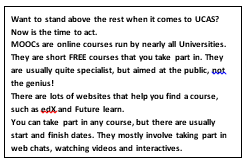 Want to stand above the rest when it comes to UCAS?
Now is the time to act.
MOOCs are online courses run by nearly all Universities.
They are short FREE courses that you take part in. They
are usually quite specialist, but aimed at the public, not
the genius!
There are lots of websites that help you find a course,
such as edX and Future learn.
You can take part in any course, but there are usually
start and finish dates. They mostly involve taking part in
web chats, watching videos and interactives.